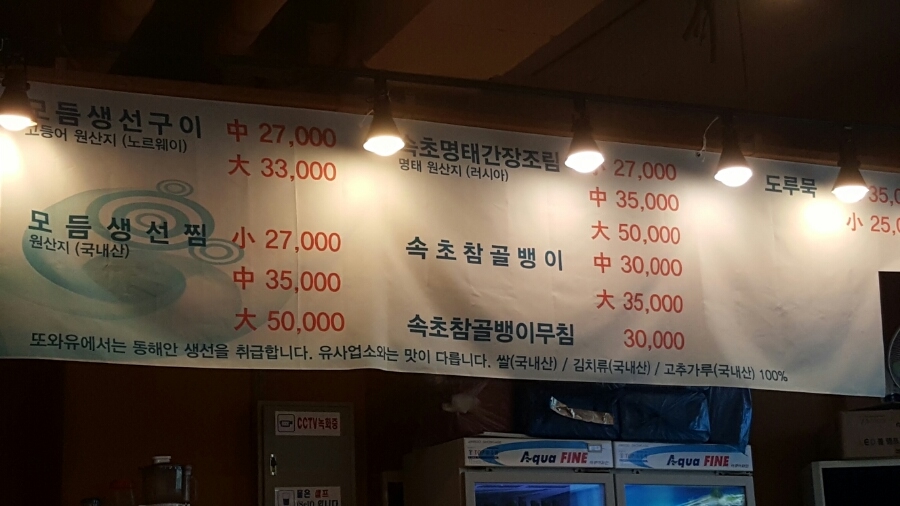 모듬생선구이 中 27,000
고등어 원산지 (노르웨이)
大 33,000
모듬생선찜 小 27,000
원산지 (국내산)
中 35,000
大 50,000
속초명태간장조림 27,000
명태 원산지 (러시아)
中 35,000
大 50,000
속초참골뱅이 中 30,000
大 35,000
속초참골뱅이무침 30,000
도루묵
小
또와유에서는 동해안 생선을 취급합니다. 유사업소와는 맛이 다릅니다. 쌀(국내산) / 김치류(국내산) / 고추가루(국내산) 100%
CCTV녹화중
물은 셀프
Aqua FINE
Aqua FINE